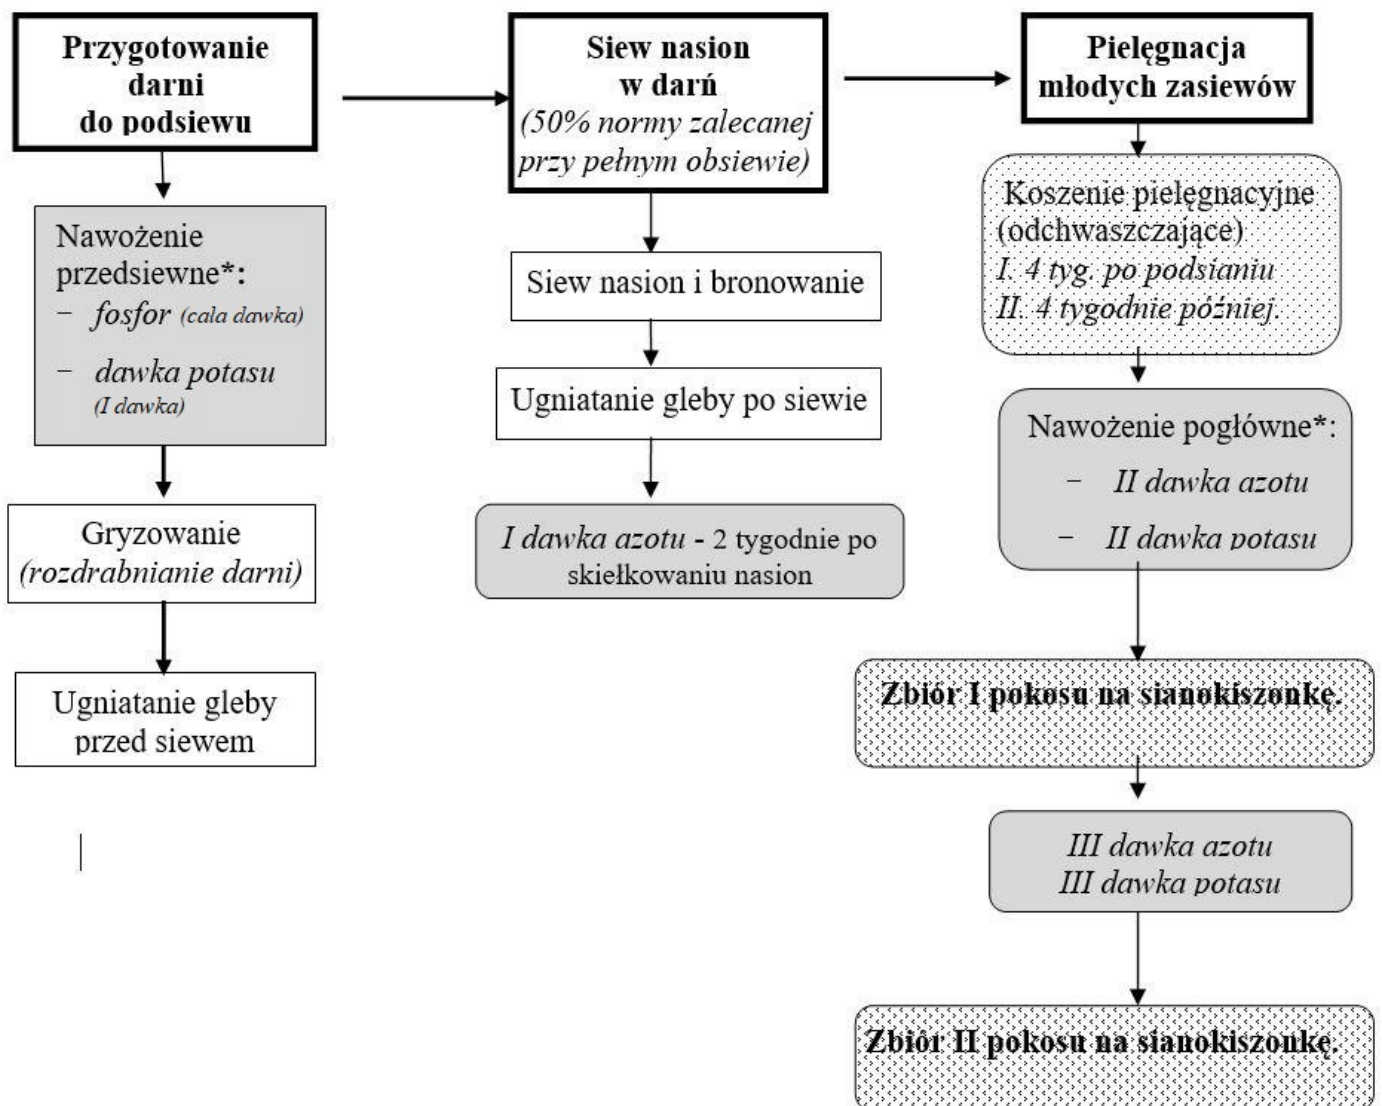 Przygotowanie
darni
do podsiewu
Nawożenie
przedsiewne*:
− fosfor (cała dawka)
− dawka potasu
(I dawka)
Gryzowanie
(rozdrabnianie darni)
Ugniatanie gleby
przed siewem
Siew nasion
w darń
(50% normy zalecanej
przy pełnym obsiewie)
Siew nasion i bronowanie
Ugniatanie gleby po siewie
I dawka azotu - 2 tygodnie po
skiełkowaniu nasion
Pielęgnacja
młodych zasiewów
Koszenie pielęgnacyjne
(odchwaszczające)
I. 4 tyg. po podsianiu
II. 4 tygodnie później.
Nawożenie pogłówne*:
− II dawka azotu
− II dawka potasu
Zbiór I pokosu na sianokiszonkę.
III dawka azotu
III dawka potasu
Zbiór II pokosu na sianokiszonkę.